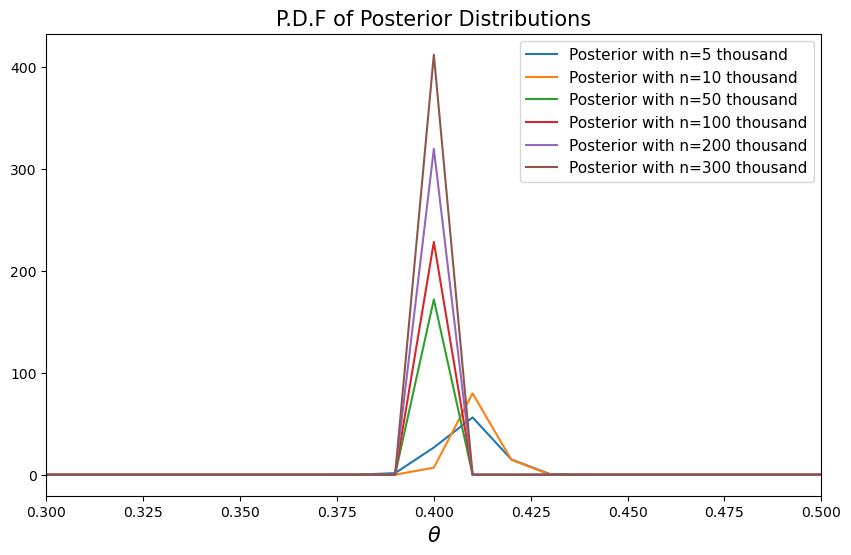 P.D.F of Posterior Distributions
Posterior with n=5 thousand
Posterior with n=10 thousand
Posterior with n=50 thousand
Posterior with n=100 thousand
Posterior with n=200 thousand
Posterior with n=300 thousand
400
300
200
100
0
0.300 0.325 0.350 0.375 0.400 0.425 0.450 0.475 0.500
θ